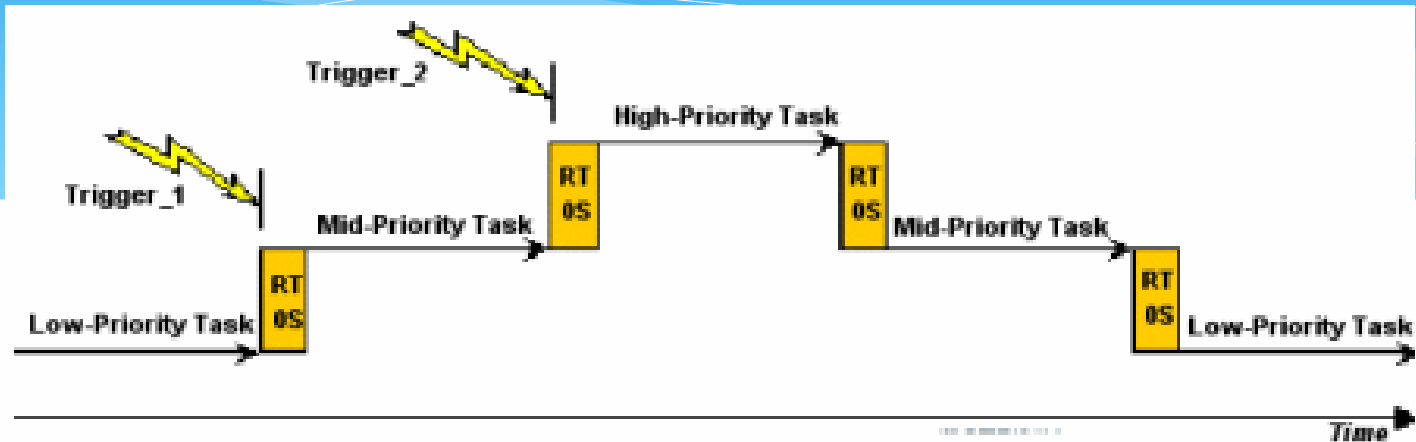 Trigger_2
High-Priority Task
RT
0S
RT
0S
Trigger_1
Mid-Priority Task
Mid-Priority Task
RT
0S
RT
0S
Low-Priority Task
Low-Priority Task
Time